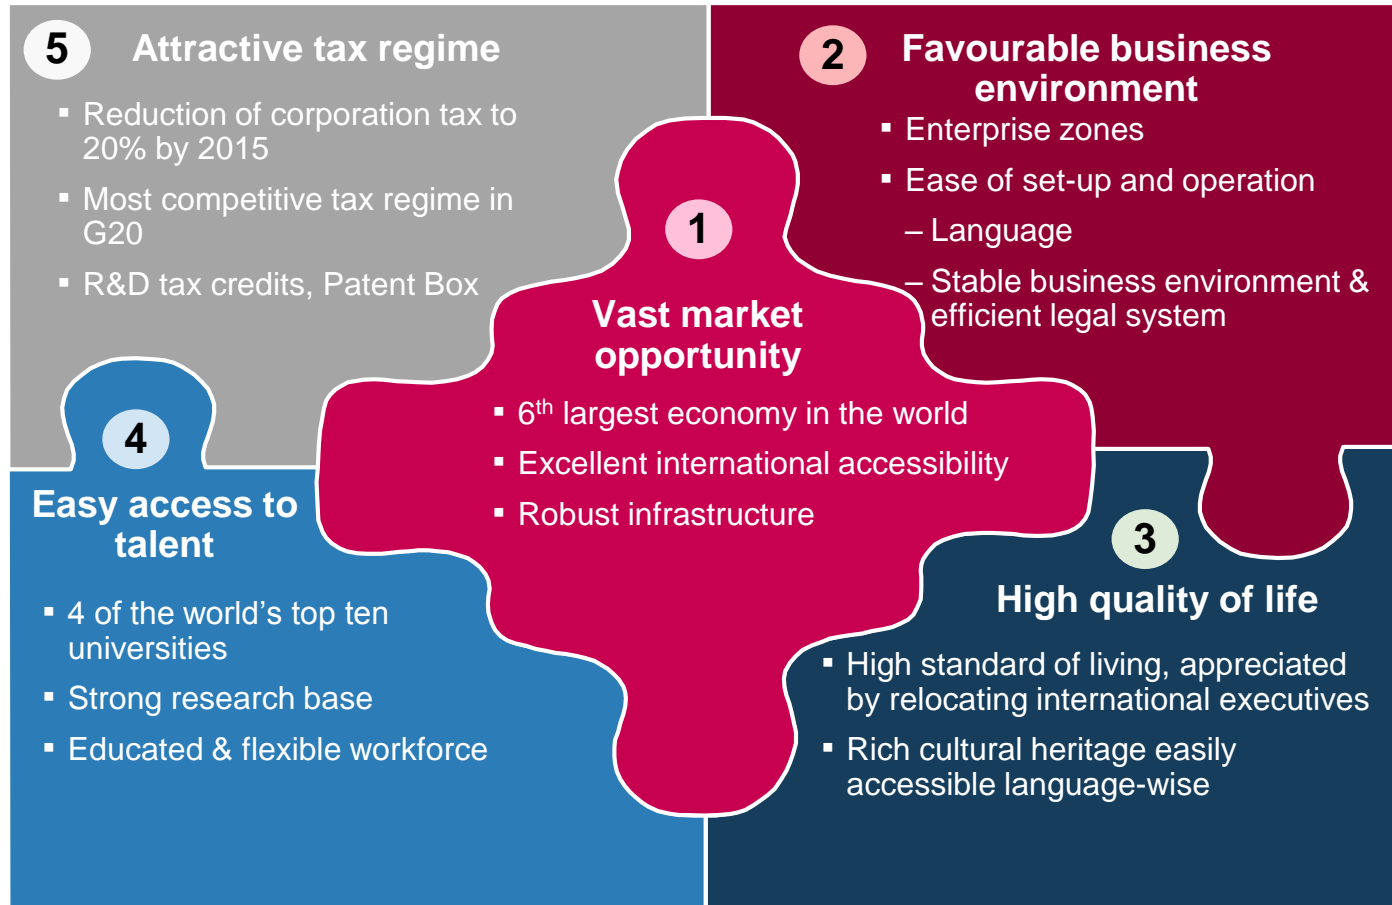 5
Attractive tax regime
▪ Reduction of corporation tax to
20% by 2015
▪ Most competitive tax regime in
G20
▪ R&D tax credits, Patent Box
2
Favourable business
environment
▪ Enterprise zones
▪ Ease of set-up and operation
– Language
– Stable business environment &
efficient legal system
1
Vast market
opportunity
▪ 6th largest economy in the world
▪ Excellent international accessibility
▪ Robust infrastructure
4
Easy access to
talent
▪ 4 of the world’s top ten
universities
▪ Strong research base
▪ Educated & flexible workforce
3
High quality of life
▪ High standard of living, appreciated
by relocating international executives
▪ Rich cultural heritage easily
accessible language-wise